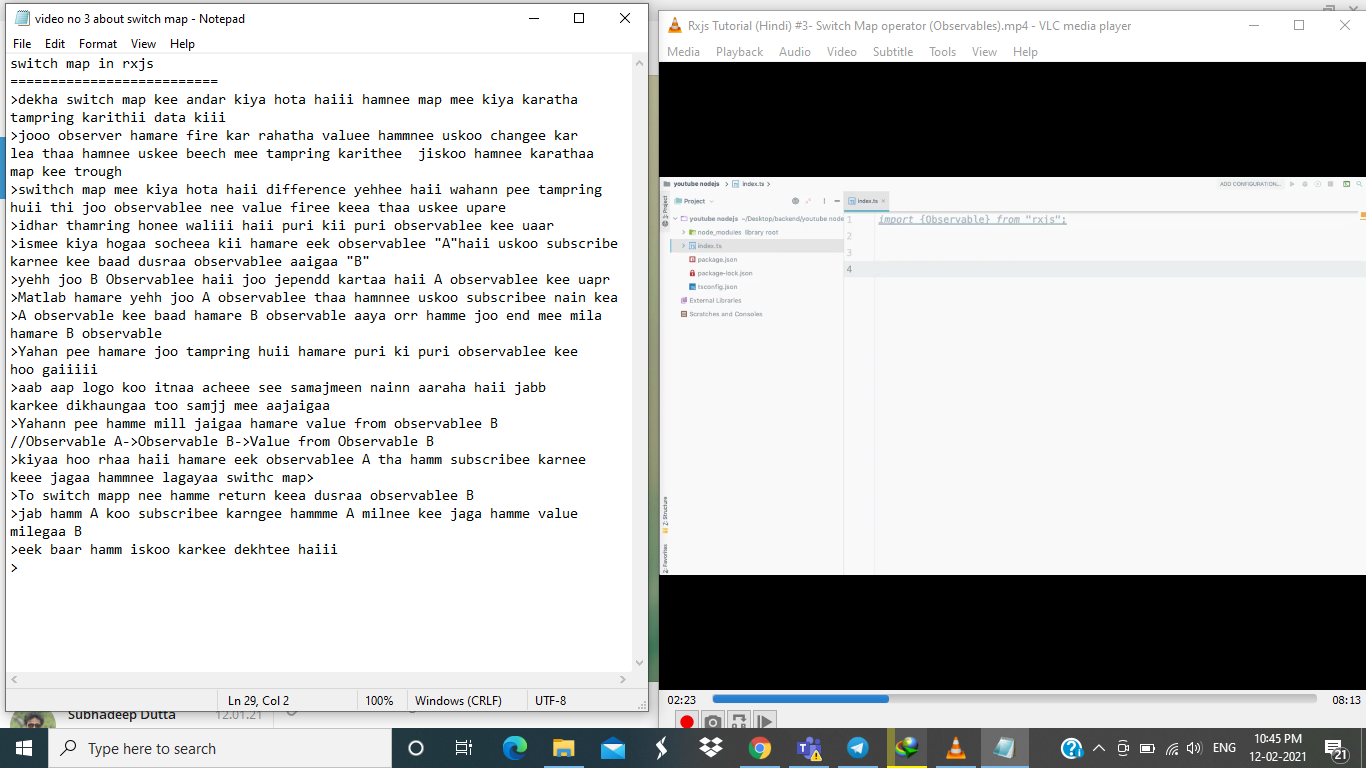 video no 3 about switch map - Notepad
File Edit Format View Help
switch map in rxjs
==========================
>dekha switch map kee andar kiya hota haiii hamnee map mee kiya karatha
tampring karithii data kiii
>jooo observer hamare fire kar rahatha valuee hammnee uskoo changee kar
lea thaa hamnee uskee beech mee tampring karithee  jiskoo hamnee karathaa
map kee trough
>swithch map mee kiya hota haii difference yehhee haii wahann pee tampring
huii thi joo observablee nee value firee keea thaa uskee upare
>idhar thamring honee waliii haii puri kii puri observablee kee uaar
>ismee kiya hogaa socheea kii hamare eek observablee "A"haii uskoo subscribe
karnee kee baad dusraa observablee aaigaa "B"
>yehh joo B Observablee haii joo jependd kartaa haii A observablee kee uapr
>Matlab hamare yehh joo A observablee thaa hamnnee uskoo subscribee nain kea
>A observable kee baad hamare B observable aaya orr hamme joo end mee mila
hamare B observable
>Yahan pee hamare joo tampring huii hamare puri ki puri observablee kee
hoo gaiiiii
>aab aap logo koo itnaa acheee see samajmeen nainn aaraha haii jabb
karkee dikhaungaa too samjj mee aajaigaa
>Yahann pee hamme mill jaigaa hamare value from observablee B
//Observable A->Observable B->Value from Observable B
>kiyaa hoo rhaa haii hamare eek observablee A tha hamm subscribee karnee
keee jagaa hammnee lagayaa swithc map>
>To switch mapp nee hamme return keea dusraa observablee B
>jab hamm A koo subscribee karngee hammme A milnee kee jaga hamme value
milegaa B
>eek baar hamm iskoo karkee dekhtee haiii
>
Ln 29, Col 2 100% Windows (CRLF) UTF-8
Subhadeep Dutta 12.01.21
Rxjs Tutorial (Hindi) #3- Switch Map operator (Observables).mp4 - VLC media player
Media Playback Audio Video Subtitle Tools View Help
youtube nodejs index.ts ADD CONFIGURATION...
Project index.ts
1: Project
youtube nodejs ~/Desktop/backend/youtube node
node_modules library root
index.ts
package.json
package-lock.json
tsconfig.json
External Libraries
Scratches and Consoles
1 import {Observable} from "rxjs";
2
3
4
Z: Structure
2: Favorites
02:23 08:13
Type here to search
ENG
10:45 PM
12-02-2021
21